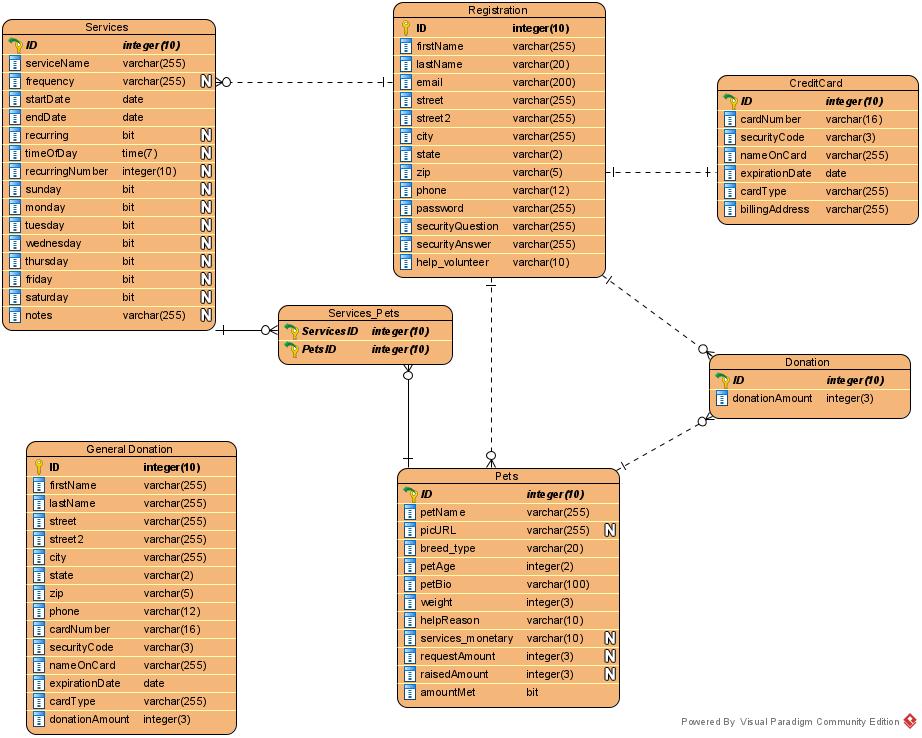 Services
ID integer(10)
serviceName varchar(255)
frequency varchar(255) N
startDate date
endDate date
recurring bit N
timeOfDay time(7) N
recurringNumber integer(10) N
sunday bit N
monday bit N
tuesday bit N
wednesday bit N
thursday bit N
friday bit N
saturday bit N
notes varchar(255) N
Registration
ID integer(10)
firstName varchar(255)
lastName varchar(20)
email varchar(200)
street varchar(255)
street2 varchar(255)
city varchar(255)
state varchar(2)
zip varchar(5)
phone varchar(12)
password varchar(255)
securityQuestion varchar(255)
securityAnswer varchar(255)
help_volunteer varchar(10)
CreditCard
ID integer(10)
cardNumber varchar(16)
securityCode varchar(3)
nameOnCard varchar(255)
expirationDate date
cardType varchar(255)
billingAddress varchar(255)
Services_Pets
ServicesID integer(10)
PetsID integer(10)
Donation
ID integer(10)
donationAmount integer(3)
General Donation
ID integer(10)
firstName varchar(255)
lastName varchar(255)
street varchar(255)
street2 varchar(255)
city varchar(255)
state varchar(2)
zip varchar(5)
phone varchar(12)
cardNumber varchar(16)
securityCode varchar(3)
nameOnCard varchar(255)
expirationDate date
cardType varchar(255)
donationAmount integer(3)
Pets
ID integer(10)
petName varchar(255)
picURL varchar(255) N
breed_type varchar(20)
petAge integer(2)
petBio varchar(100)
weight integer(3)
helpReason varchar(10)
services_monetary varchar(10) N
requestAmount integer(3) N
raisedAmount integer(3) N
amountMet bit
Powered By Visual Paradigm Community Edition